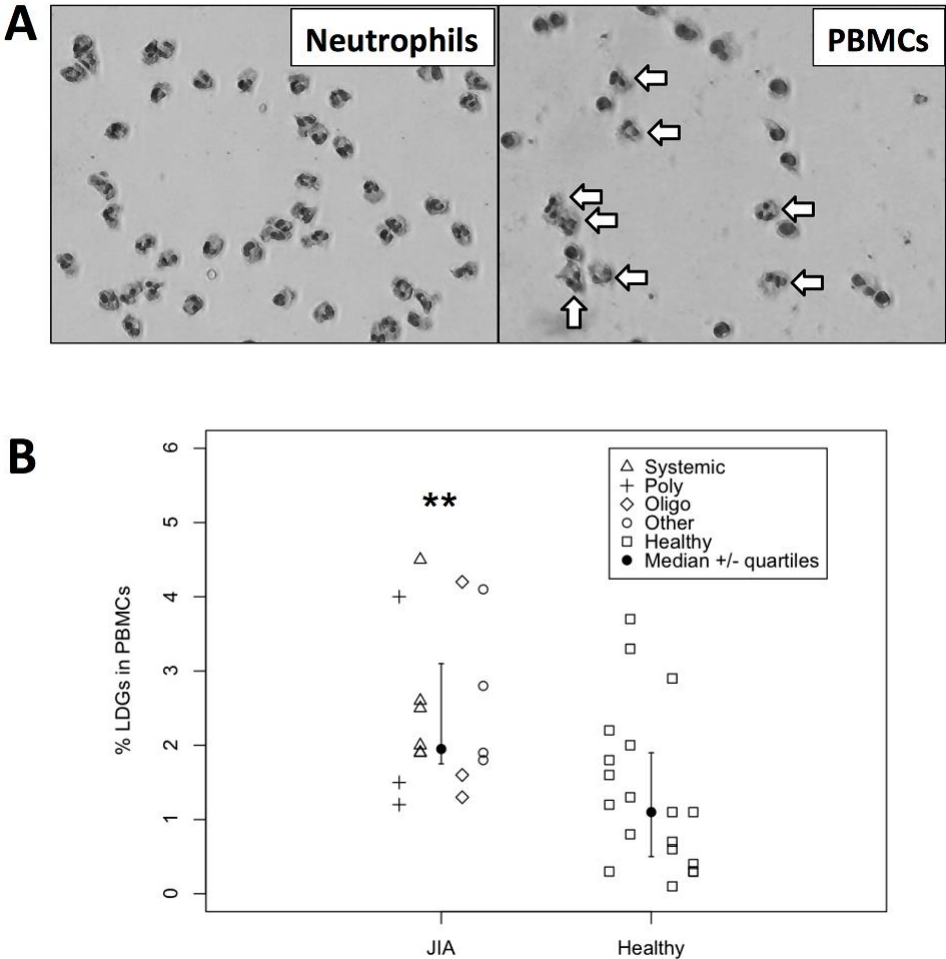 A
Neutrophils
PBMCs
B
6
5
4
3
2
1
0
% LDGs in PBMCs
**
Systemic
Poly
Oligo
Other
Healthy
Median +/- quartiles
JIA
Healthy